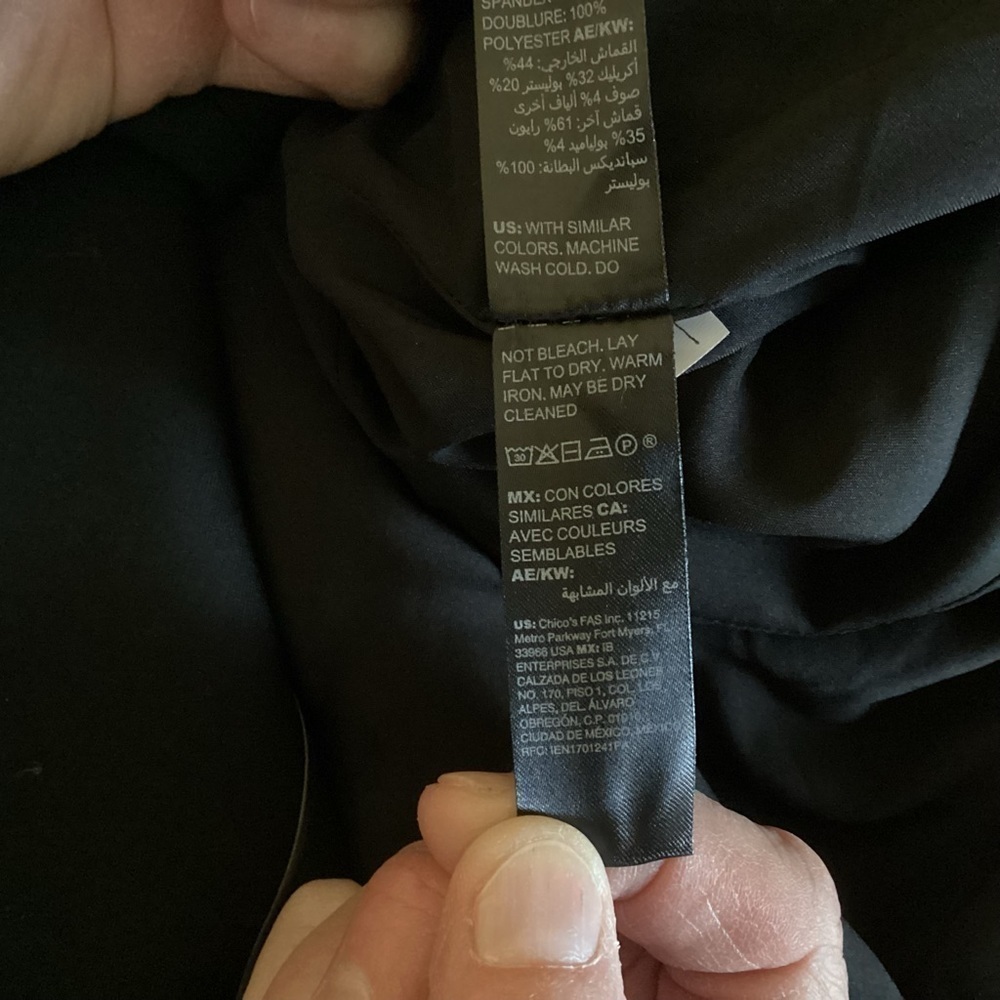 DOUBLURE: 100%
POLYESTER AE/KW:
القماش الخارجي: 44%
أكريليك 32% بوليستر 20%
صوف 4% ألياف أخرى
قماش آخر: 61% رايون
35% بولياميد 4%
سبانديكس البطانة: 100%
بوليستر
US: WITH SIMILAR
COLORS. MACHINE
WASH COLD. DO
NOT BLEACH. LAY
FLAT TO DRY. WARM
IRON. MAY BE DRY
CLEANED
30 P ®
MX: CON COLORES
SIMILARES CA:
AVEC COULEURS
SEMBLABLES
AE/KW:
مع الألوان المشابهة
US: Chico's FAS Inc. 11215
Metro Parkway Fort Myers,
33966 USA MX: IB
ENTERPRISES S.A. DE C.V
CALZADA DE LOS LEONES
NO. 170, PISO 1, COL. LOS
ALPES, DEL. ÁLVARO
OBREGÓN, C.P.
CIUDAD DE MÉXICO, MÉXICO
RFC: